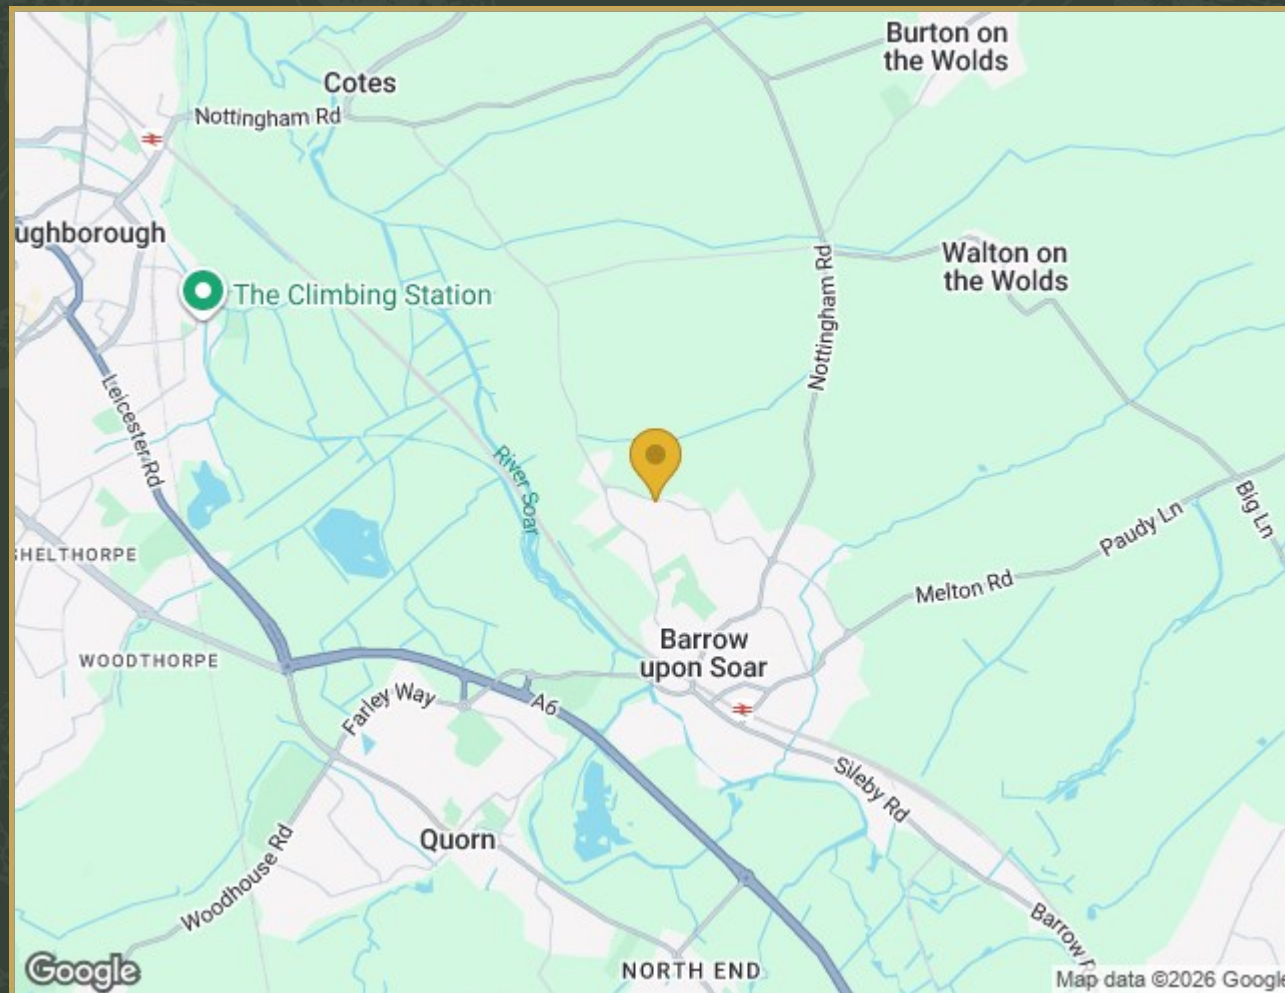 Burton on
the Wolds
Cotes
Nottingham Rd
ughborough
Walton on
the Wolds
The Climbing Station
Nottingham Rd
Leicester Rd
River Soar
Big Ln
Paudy Ln
SHELTHORPE
Melton Rd
Barrow
upon Soar
WOODTHORPE
Farley Way
A6
Sileby Rd
Quorn
Woodhouse Rd
Barrow R
NORTH END
Google
Map data ©2026 Google